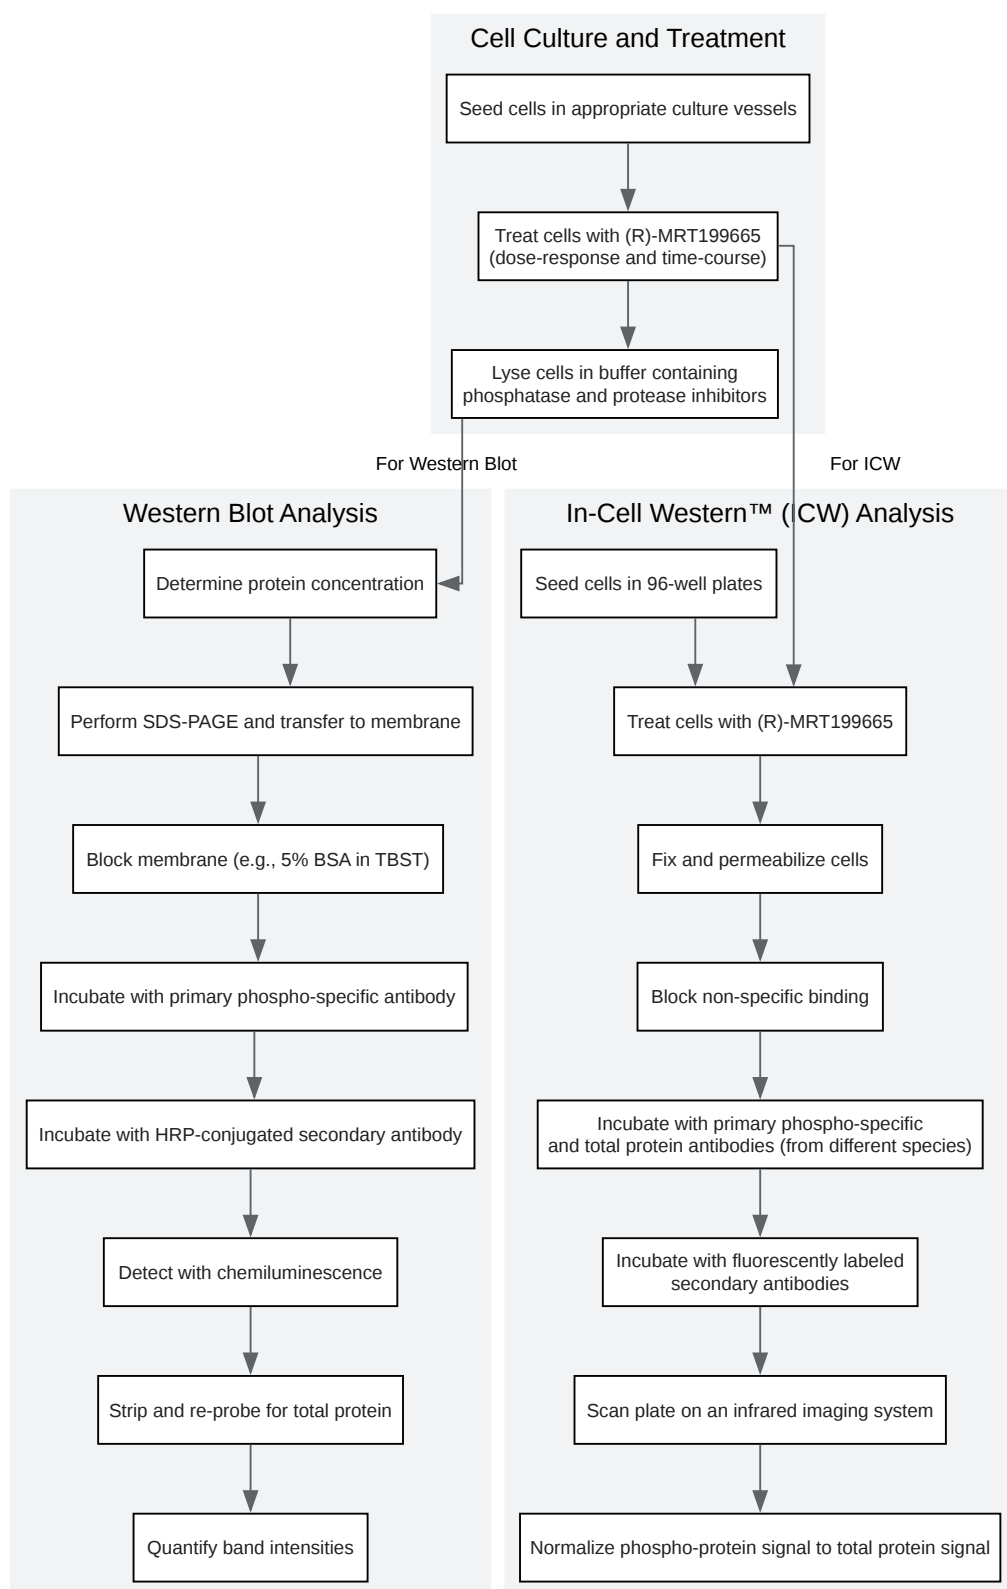 Cell Culture and Treatment
Seed cells in appropriate culture vessels
Treat cells with (R)-MRT199665
(dose-response and time-course)
Lyse cells in buffer containing
phosphatase and protease inhibitors
For Western Blot
For ICW
Western Blot Analysis
Determine protein concentration
Perform SDS-PAGE and transfer to membrane
Block membrane (e.g., 5% BSA in TBST)
Incubate with primary phospho-specific antibody
Incubate with HRP-conjugated secondary antibody
Detect with chemiluminescence
Strip and re-probe for total protein
Quantify band intensities
In-Cell Western™ (ICW) Analysis
Seed cells in 96-well plates
Treat cells with (R)-MRT199665
Fix and permeabilize cells
Block non-specific binding
Incubate with primary phospho-specific
and total protein antibodies (from different species)
Incubate with fluorescently labeled
secondary antibodies
Scan plate on an infrared imaging system
Normalize phospho-protein signal to total protein signal